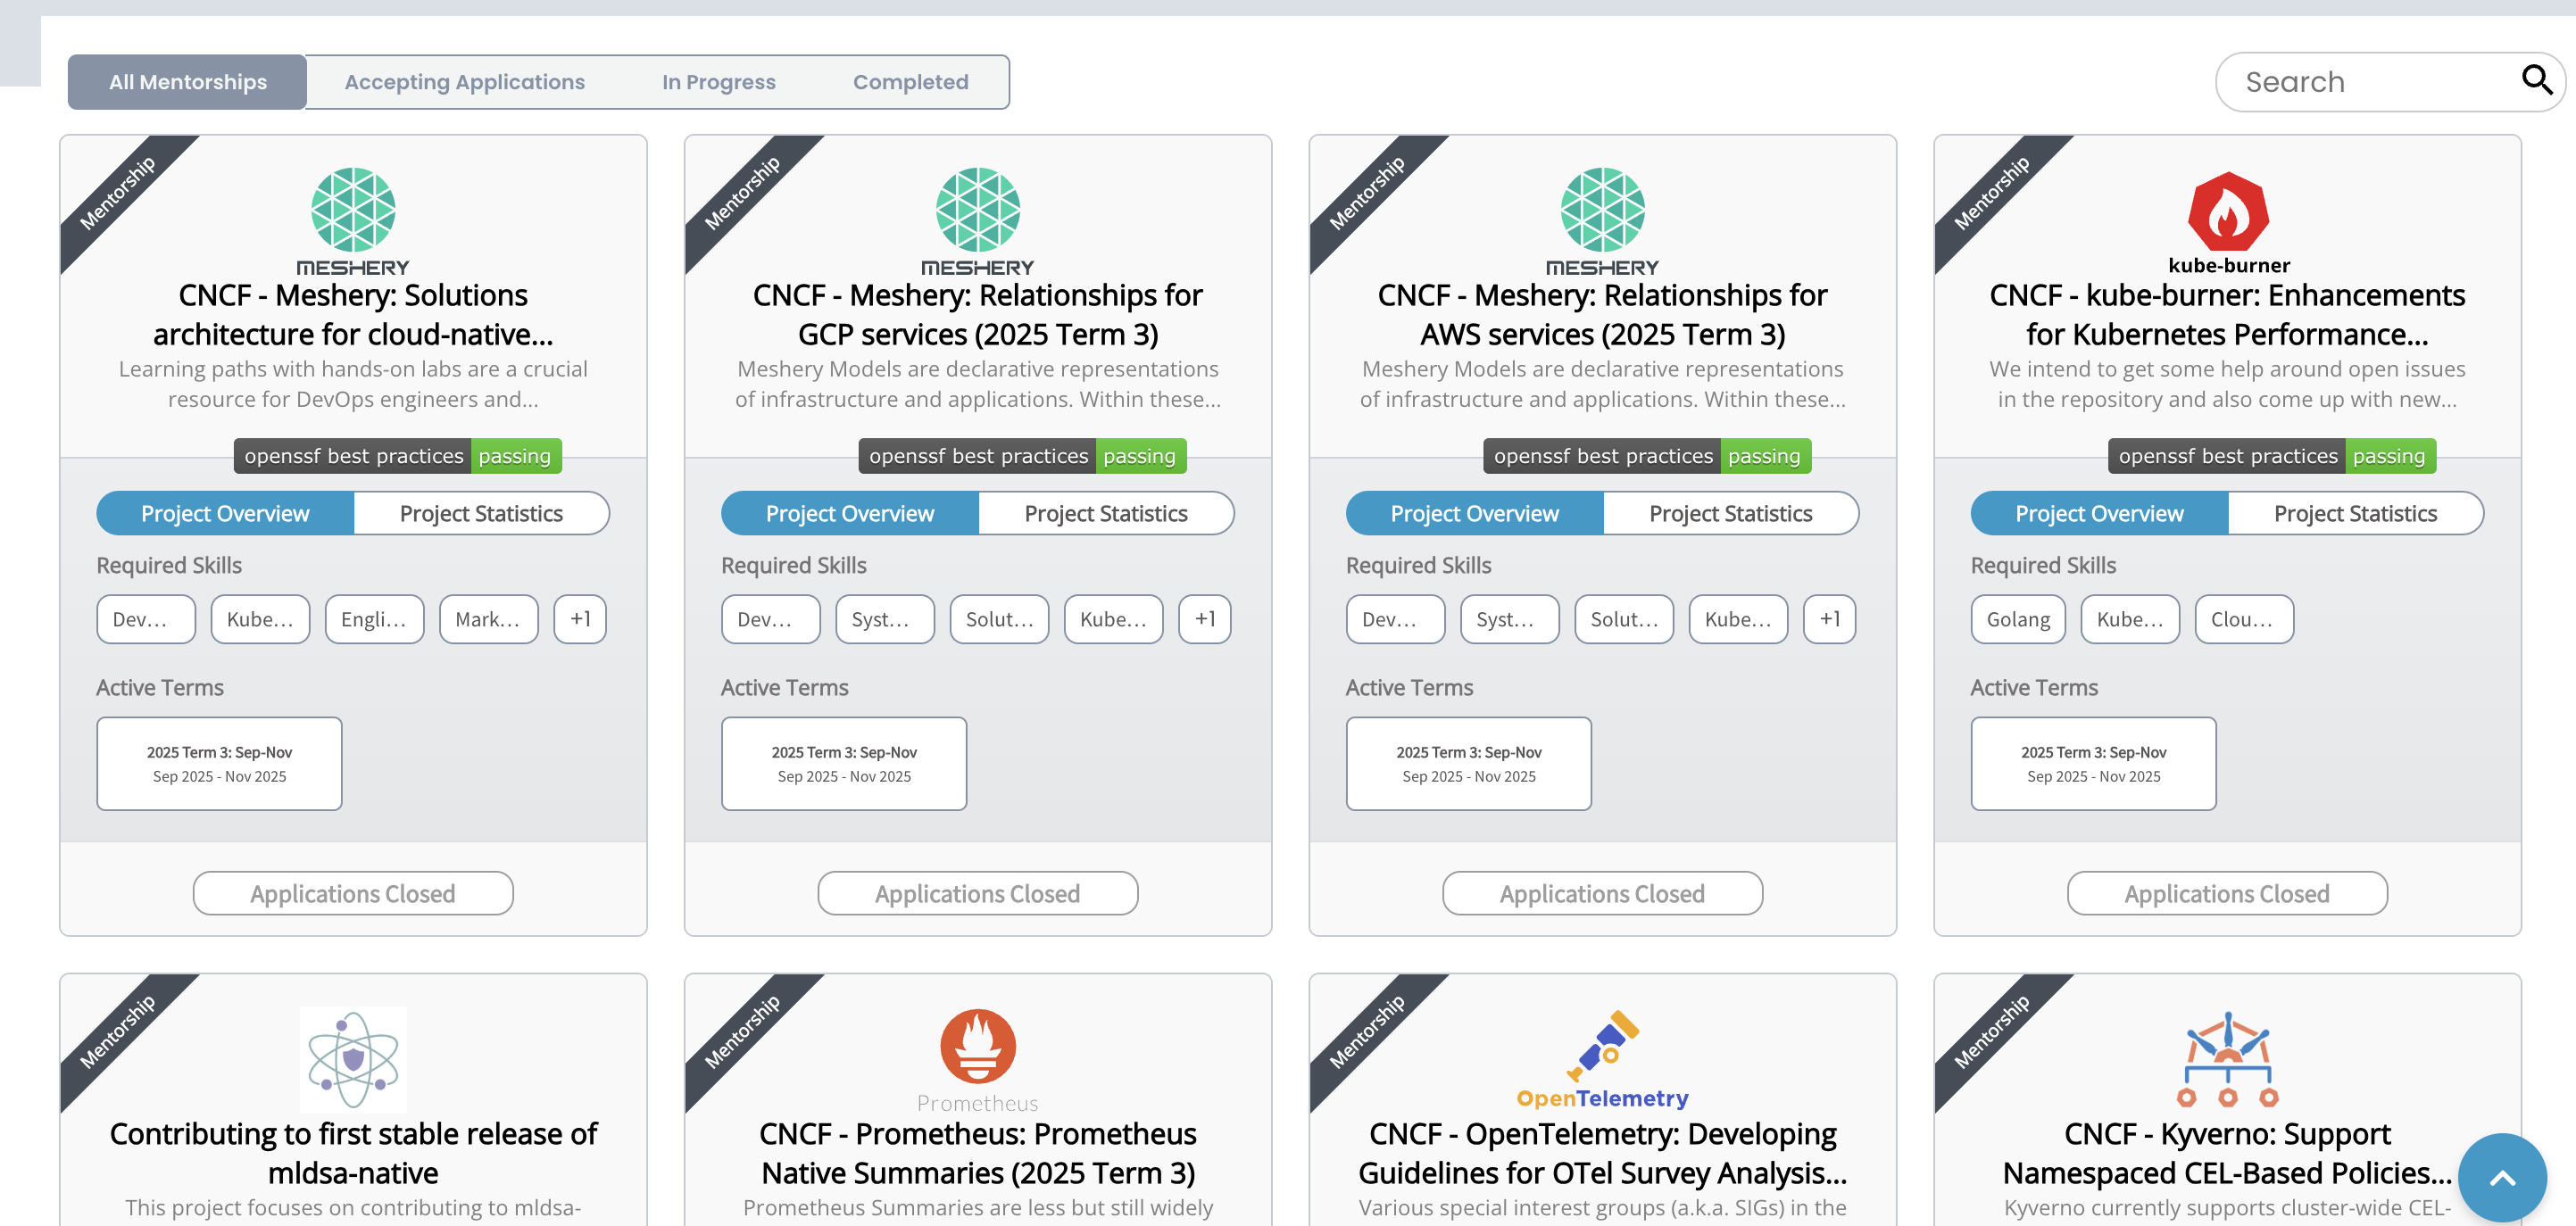 All Mentorships Accepting Applications In Progress Completed
Search
Mentorship
MESHERY
CNCF - Meshery: Solutions
architecture for cloud-native...
Learning paths with hands-on labs are a crucial
resource for DevOps engineers and...
openssf best practices passing
Project Overview Project Statistics
Required Skills
Dev... Kube... Engli... Mark... +1
Active Terms
2025 Term 3: Sep-Nov
Sep 2025 - Nov 2025
Applications Closed
Mentorship
MESHERY
CNCF - Meshery: Relationships for
GCP services (2025 Term 3)
Meshery Models are declarative representations
of infrastructure and applications. Within these...
openssf best practices passing
Project Overview Project Statistics
Required Skills
Dev... Syst... Solut... Kube... +1
Active Terms
2025 Term 3: Sep-Nov
Sep 2025 - Nov 2025
Applications Closed
Mentorship
MESHERY
CNCF - Meshery: Relationships for
AWS services (2025 Term 3)
Meshery Models are declarative representations
of infrastructure and applications. Within these...
openssf best practices passing
Project Overview Project Statistics
Required Skills
Dev... Syst... Solut... Kube... +1
Active Terms
2025 Term 3: Sep-Nov
Sep 2025 - Nov 2025
Applications Closed
Mentorship
kube-burner
CNCF - kube-burner: Enhancements
for Kubernetes Performance...
We intend to get some help around open issues
in the repository and also come up with new...
openssf best practices passing
Project Overview Project Statistics
Required Skills
Golang Kube... Clou...
Active Terms
2025 Term 3: Sep-Nov
Sep 2025 - Nov 2025
Applications Closed
Mentorship
Contributing to first stable release of
mldsa-native
This project focuses on contributing to mldsa-
Mentorship
Prometheus
CNCF - Prometheus: Prometheus
Native Summaries (2025 Term 3)
Prometheus Summaries are less but still widely
Mentorship
OpenTelemetry
CNCF - OpenTelemetry: Developing
Guidelines for OTel Survey Analysis...
Various special interest groups (a.k.a. SIGs) in the
Mentorship
CNCF - Kyverno: Support
Namespaced CEL-Based Policies...
Kyverno currently supports cluster-wide CEL-